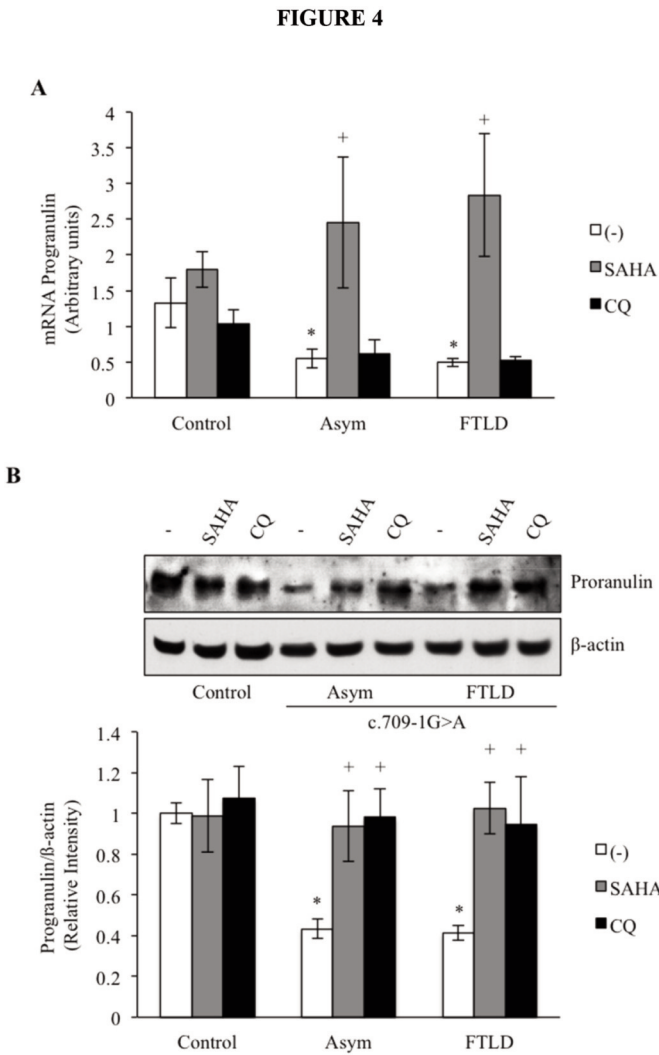 FIGURE 4
A
4
3.5
3
2.5
2
1.5
1
0.5
0
mRNA Progranulin
(Arbitrary units)
+
+
*
*
(-)
SAHA
CQ
Control Asym FTLD
B
- SAHA CQ - SAHA CQ - SAHA CQ
Proranulin
β-actin
Control Asym FTLD
c.709-1G>A
1.4
1.2
1
0.8
0.6
0.4
0.2
0
Progranulin/ß-actin
(Relative Intensity)
+ + + +
*
*
(-)
SAHA
CQ
Control Asym FTLD